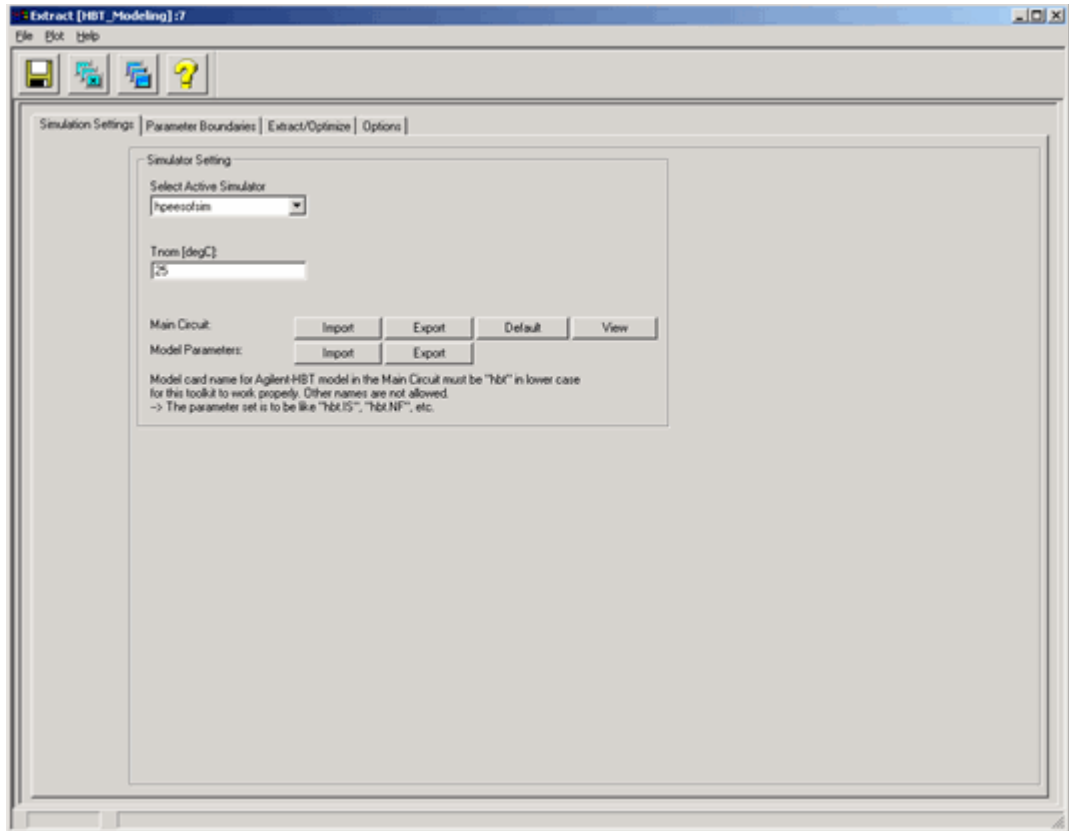 Extract [HBT_Modeling] :7
File Plot Help
Simulation Settings Parameter Boundaries Extract/Optimize Options
Simulator Setting
Select Active Simulator
hpeesofsim
Tnom [degC]:
25
Main Circuit: Import Export Default View
Model Parameters: Import Export
Model card name for Agilent-HBT model in the Main Circuit must be "hbt" in lower case
for this toolkit to work properly. Other names are not allowed.
-> The parameter set is to be like "hbt.IS", "hbt.NF", etc.